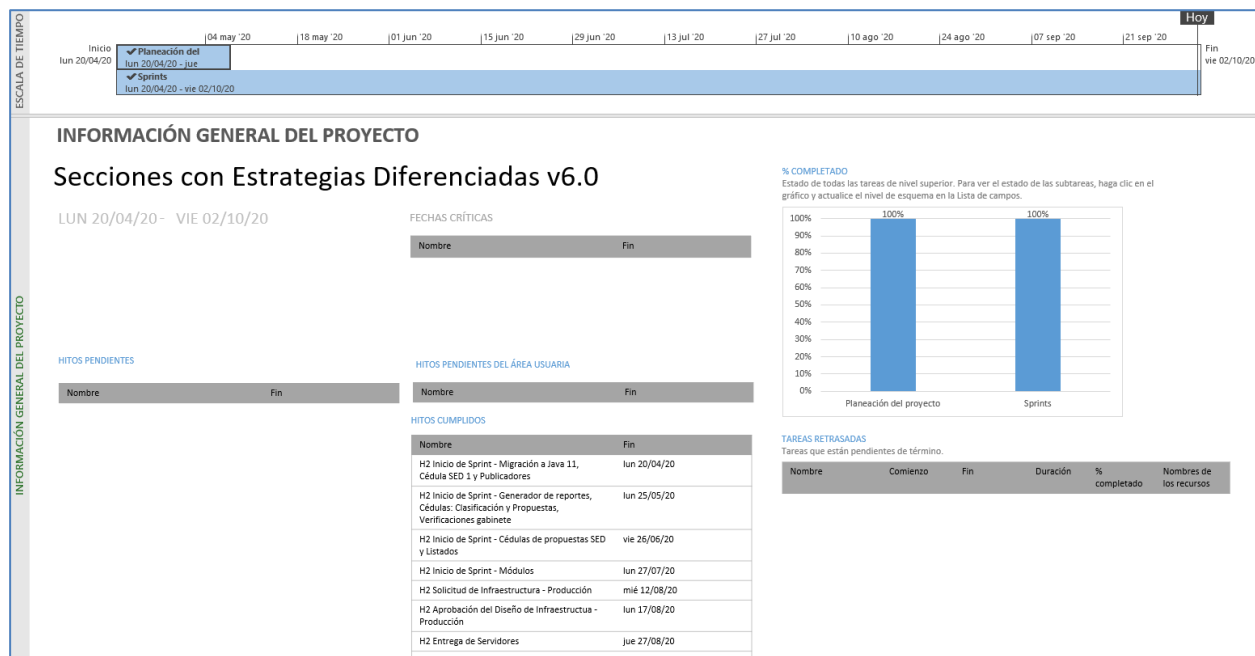 ESCALA DE TIEMPO
Hoy
04 may '20
18 may '20
01 jun '20
15 jun '20
29 jun '20
13 jul '20
27 jul '20
10 ago '20
24 ago '20
07 sep '20
21 sep '20
Inicio
lun 20/04/20
Planeación del
lun 20/04/20 - jue
Sprints
lun 20/04/20 - vie 02/10/20
Fin
vie 02/10/20
INFORMACIÓN GENERAL DEL PROYECTO
INFORMACIÓN GENERAL DEL PROYECTO
Secciones con Estrategias Diferenciadas v6.0
LUN 20/04/20 - VIE 02/10/20
FECHAS CRÍTICAS
Nombre Fin
HITOS PENDIENTES
Nombre Fin
HITOS PENDIENTES DEL ÁREA USUARIA
Nombre Fin
HITOS CUMPLIDOS
Nombre Fin
H2 Inicio de Sprint - Migración a Java 11, lun 20/04/20
Cédula SED 1 y Publicadores
H2 Inicio de Sprint - Generador de reportes, lun 25/05/20
Cédulas: Clasificación y Propuestas,
Verificaciones gabinete
H2 Inicio de Sprint - Cédulas de propuestas SED vie 26/06/20
y Listados
H2 Inicio de Sprint - Módulos lun 27/07/20
H2 Solicitud de Infraestructura - Producción mié 12/08/20
H2 Aprobación del Diseño de Infraestructua - lun 17/08/20
Producción
H2 Entrega de Servidores jue 27/08/20
% COMPLETADO
Estado de todas las tareas de nivel superior. Para ver el estado de las subtareas, haga clic en el
gráfico y actualice el nivel de esquema en la Lista de campos.
100% 100%
100%
90%
80%
70%
60%
50%
40%
30%
20%
10%
0%
Planeación del proyecto Sprints
TAREAS RETRASADAS
Tareas que están pendientes de término.
Nombre Comienzo Fin Duración % Nombres de
completado los recursos